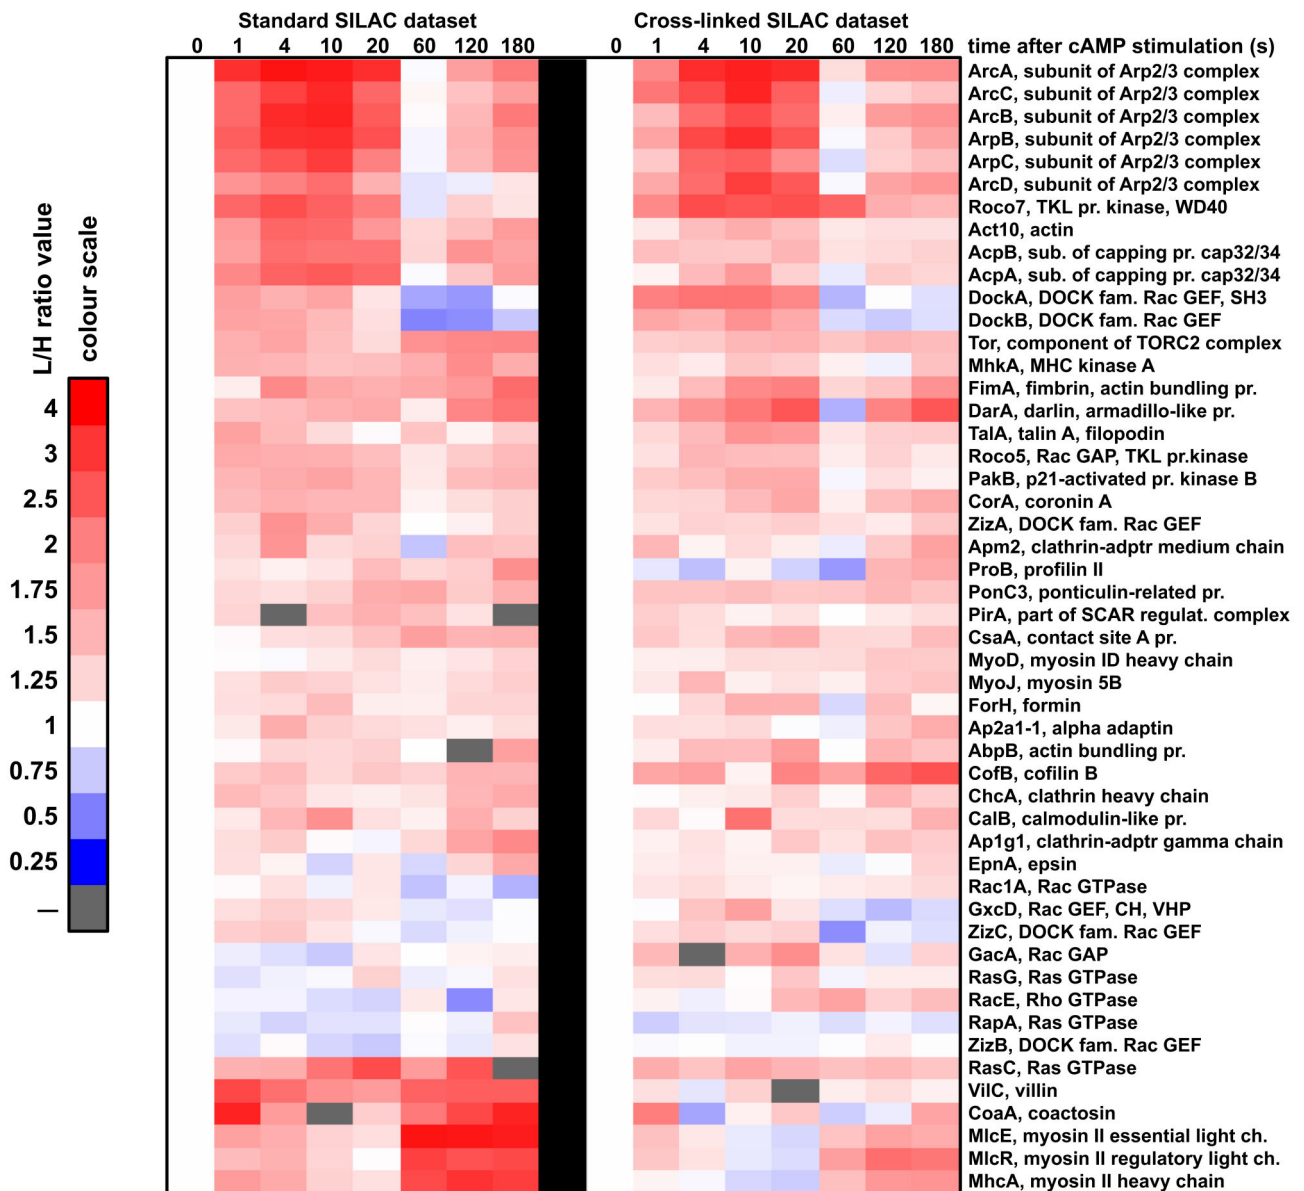 Standard SILAC dataset
Cross-linked SILAC dataset
0 1 4 10 20 60 120 180 0 1 4 10 20 60 120 180 time after cAMP stimulation (s)
ArcA, subunit of Arp2/3 complex
ArcC, subunit of Arp2/3 complex
ArcB, subunit of Arp2/3 complex
ArpB, subunit of Arp2/3 complex
ArpC, subunit of Arp2/3 complex
ArcD, subunit of Arp2/3 complex
Roco7, TKL pr. kinase, WD40
Act10, actin
AcpB, sub. of capping pr. cap32/34
AcpA, sub. of capping pr. cap32/34
DockA, DOCK fam. Rac GEF, SH3
DockB, DOCK fam. Rac GEF
Tor, component of TORC2 complex
MhkA, MHC kinase A
FimA, fimbrin, actin bundling pr.
DarA, darlin, armadillo-like pr.
TalA, talin A, filopodin
Roco5, Rac GAP, TKL pr.kinase
PakB, p21-activated pr. kinase B
CorA, coronin A
ZizA, DOCK fam. Rac GEF
Apm2, clathrin-adptr medium chain
ProB, profilin II
PonC3, ponticulin-related pr.
PirA, part of SCAR regulat. complex
CsaA, contact site A pr.
MyoD, myosin ID heavy chain
MyoJ, myosin 5B
ForH, formin
Ap2a1-1, alpha adaptin
AbpB, actin bundling pr.
CofB, cofilin B
ChcA, clathrin heavy chain
CalB, calmodulin-like pr.
Ap1g1, clathrin-adptr gamma chain
EpnA, epsin
Rac1A, Rac GTPase
GxcD, Rac GEF, CH, VHP
ZizC, DOCK fam. Rac GEF
GacA, Rac GAP
RasG, Ras GTPase
RacE, Rho GTPase
RapA, Ras GTPase
ZizB, DOCK fam. Rac GEF
RasC, Ras GTPase
VilC, villin
CoaA, coactosin
MlcE, myosin II essential light ch.
MlcR, myosin II regulatory light ch.
MhcA, myosin II heavy chain
L/H ratio value
colour scale
4
3
2.5
2
1.75
1.5
1.25
1
0.75
0.5
0.25
—